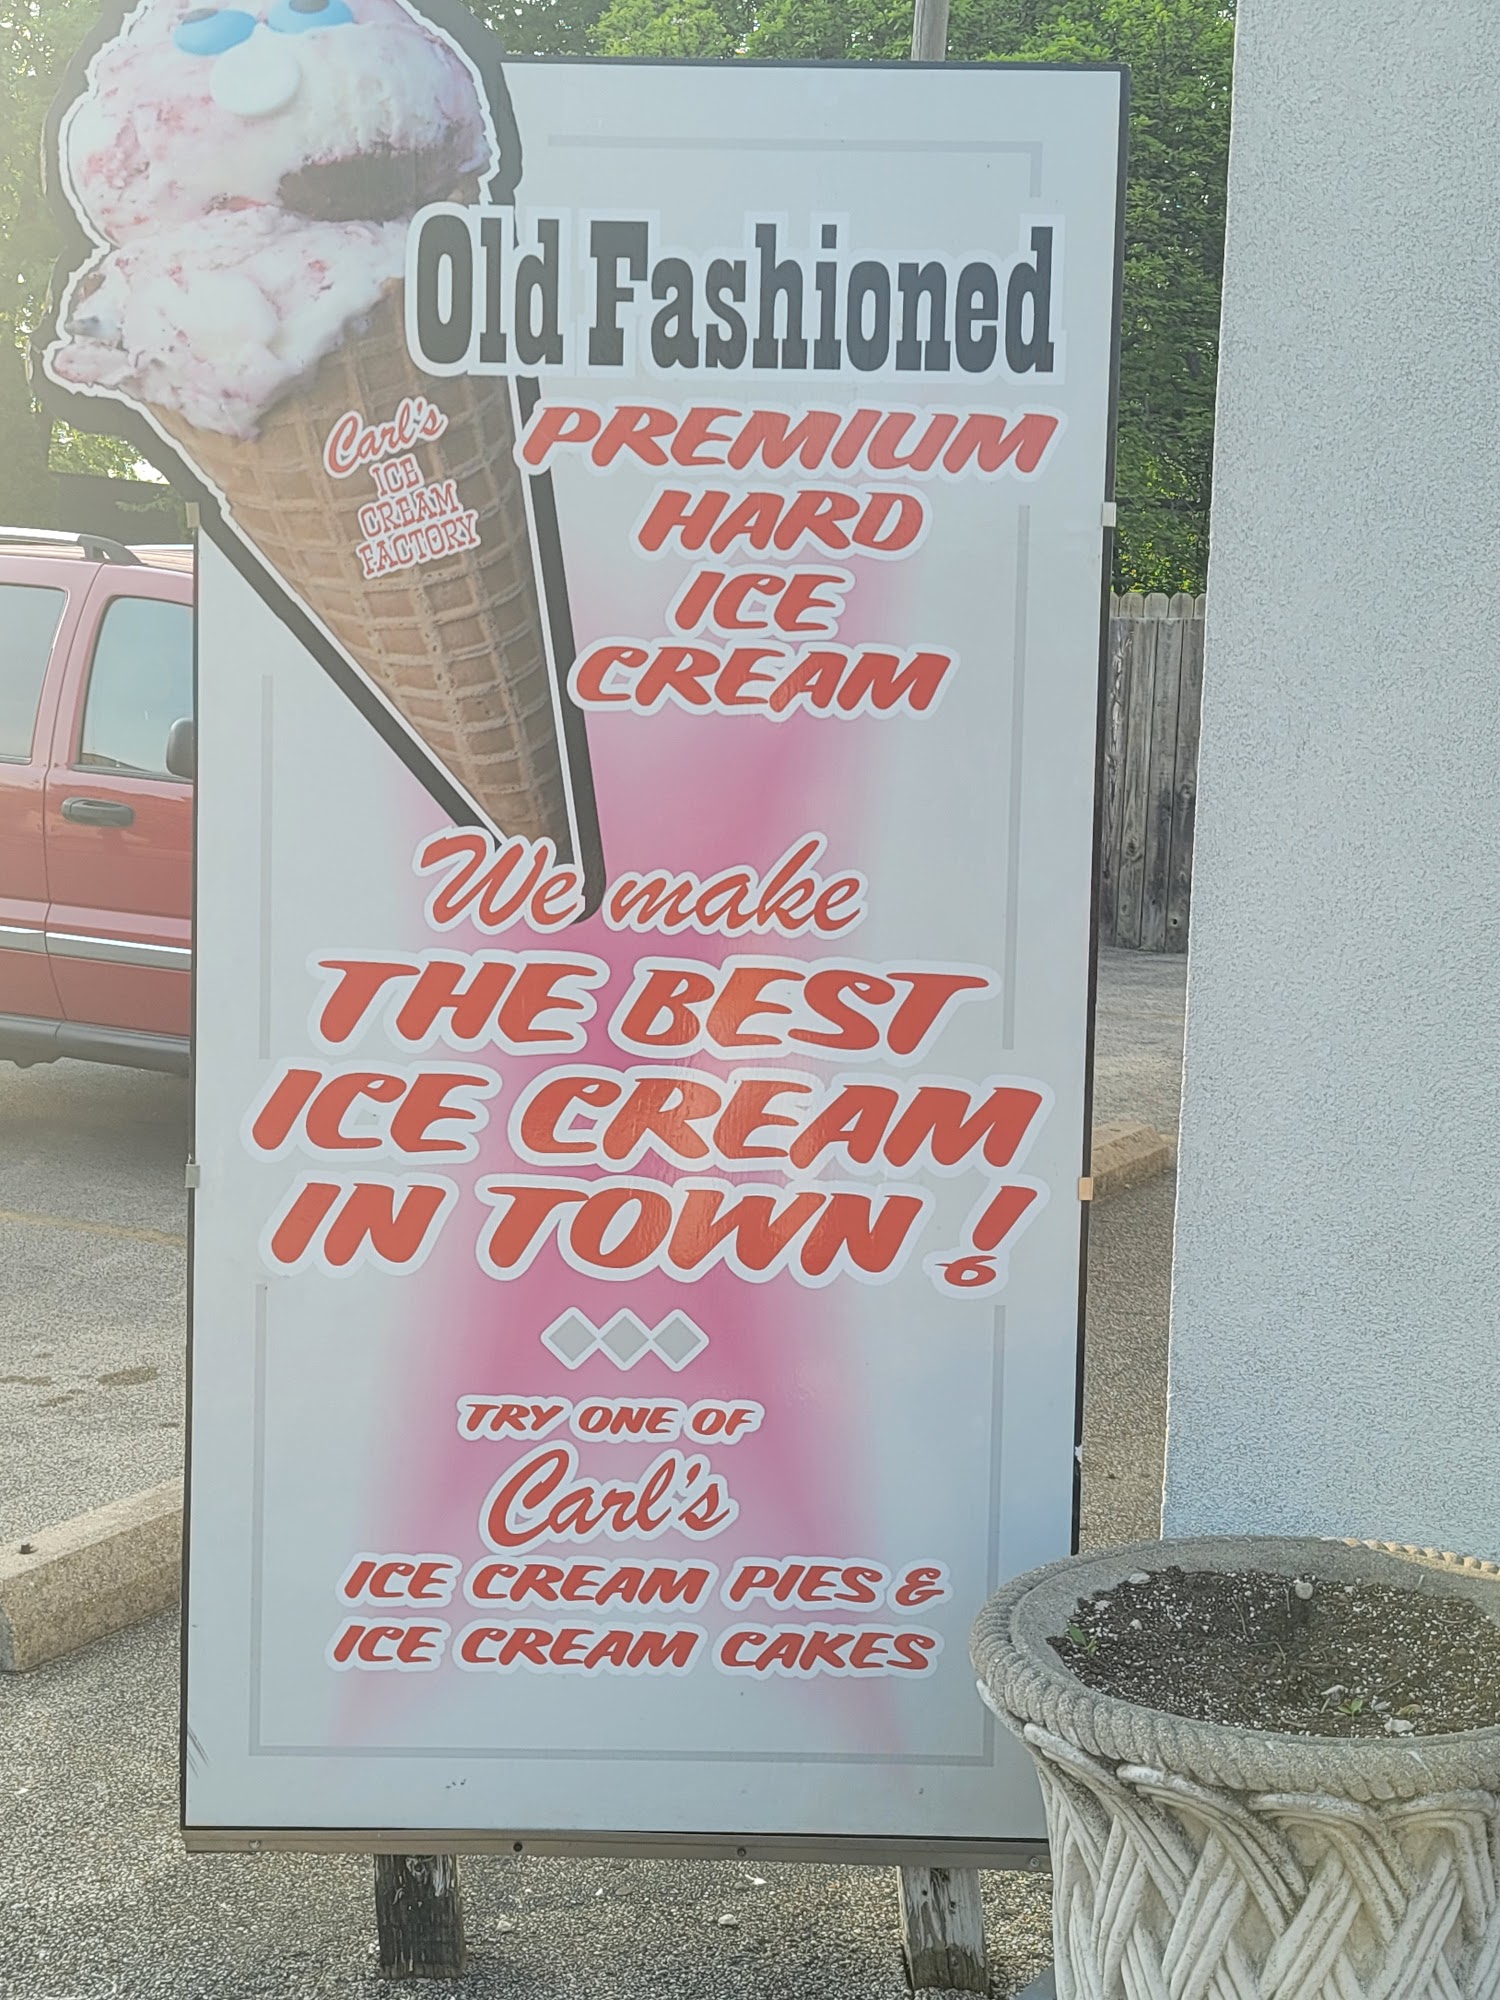 Old Fashioned
PREMIUM
HARD
ICE
CREAM
Carl's
ICE
CREAM
FACTORY
We make
THE BEST
ICE CREAM
IN TOWN !
TRY ONE OF
Carl's
ICE CREAM PIES &
ICE CREAM CAKES